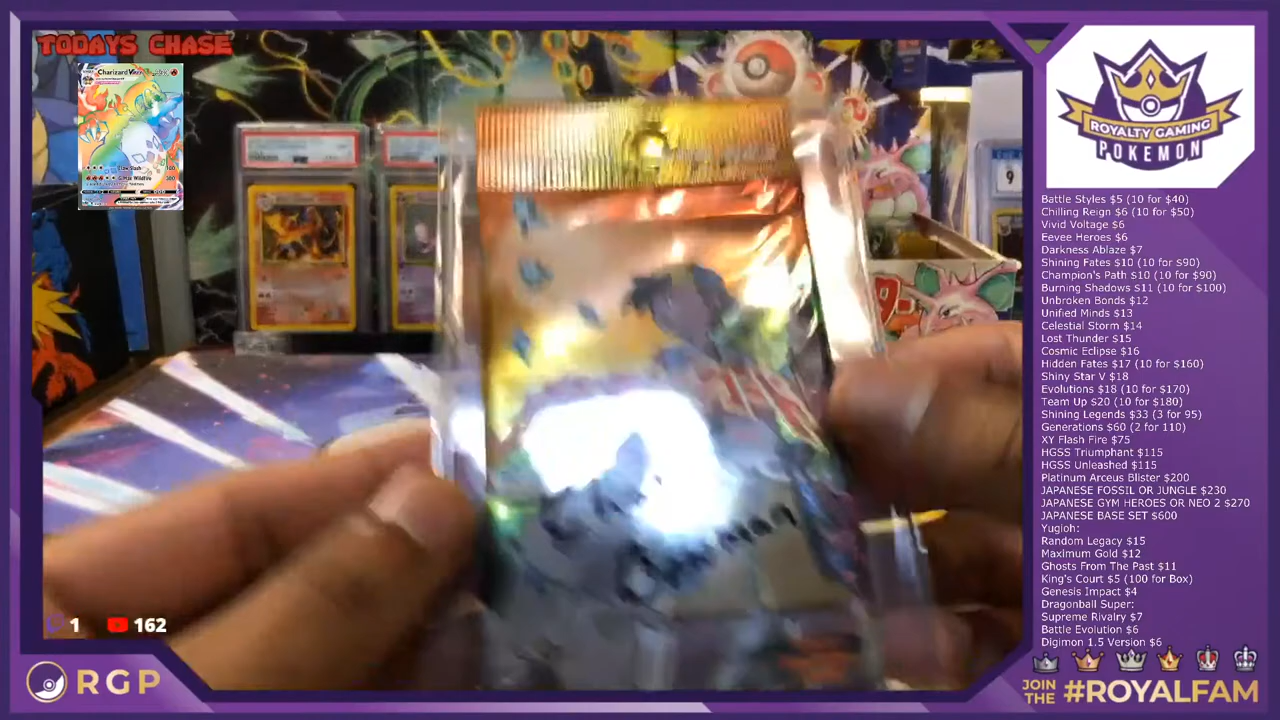 TODAYS CHASE
Charizard
G-Max Wildfire 300
9
ROYALTY GAMING
POKEMON
Battle Styles $5 (10 for $40)
Chilling Reign $6 (10 for $50)
Vivid Voltage $6
Eevee Heroes $6
Darkness Ablaze $7
Shining Fates $10 (10 for $90)
Champion's Path $10 (10 for $90)
Burning Shadows $11 (10 for $100)
Unbroken Bonds $12
Unified Minds $13
Celestial Storm $14
Lost Thunder $15
Cosmic Eclipse $16
Hidden Fates $17 (10 for $160)
Shiny Star V $18
Evolutions $18 (10 for $170)
Team Up $20 (10 for $180)
Shining Legends $33 (3 for 95)
Generations $60 (2 for 110)
XY Flash Fire $75
HGSS Triumphant $115
HGSS Unleashed $115
Platinum Arceus Blister $200
JAPANESE FOSSIL OR JUNGLE $230
JAPANESE GYM HEROES OR NEO 2 $270
JAPANESE BASE SET $600
Yugioh:
Random Legacy $15
Maximum Gold $12
Ghosts From The Past $11
King's Court $5 (100 for Box)
Genesis Impact $4
Dragonball Super:
Supreme Rivalry $7
Battle Evolution $6
Digimon 1.5 Version $6
1 162
RGP
JOIN THE #ROYALFAM